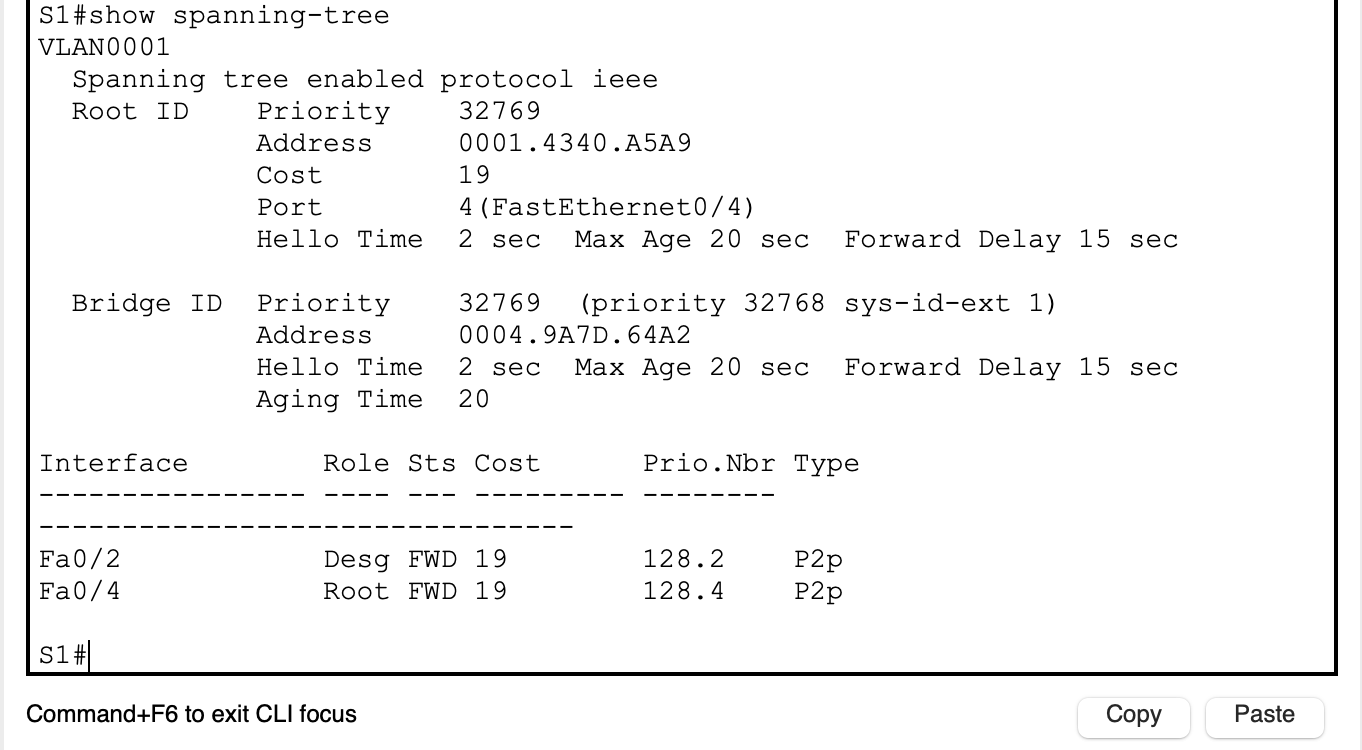 S1#show spanning-tree
VLAN0001
  Spanning tree enabled protocol ieee
  Root ID    Priority    32769
             Address     0001.4340.A5A9
             Cost        19
             Port        4(FastEthernet0/4)
             Hello Time  2 sec  Max Age 20 sec  Forward Delay 15 sec

  Bridge ID  Priority    32769  (priority 32768 sys-id-ext 1)
             Address     0004.9A7D.64A2
             Hello Time  2 sec  Max Age 20 sec  Forward Delay 15 sec
             Aging Time  20

Interface        Role Sts Cost      Prio.Nbr Type
---------------- ---- --- --------- --------
--------------------------------
Fa0/2            Desg FWD 19        128.2    P2p
Fa0/4            Root FWD 19        128.4    P2p

S1#
Command+F6 to exit CLI focus
Copy
Paste